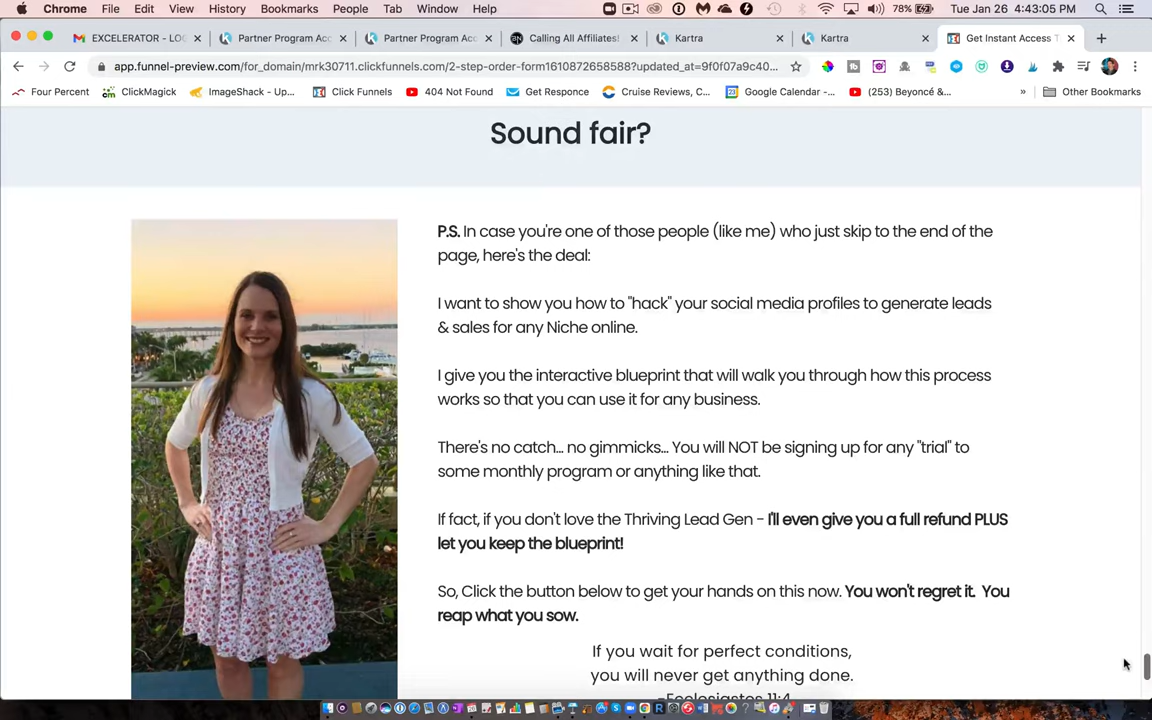 Chrome File Edit View History Bookmarks People Tab Window Help 78% Tue Jan 26 4:43:05 PM
EXCELERATOR - LO Partner Program Acc Partner Program Acc Calling All Affiliates! Kartra Kartra Get Instant Access T
app.funnel-preview.com/for_domain/mrk30711.clickfunnels.com/2-step-order-form1610872658588?updated_at=9f0f07a9c40...
Four Percent ClickMagick ImageShack - Up... Click Funnels 404 Not Found Get Response Cruise Reviews, C... Google Calendar -... (253) Beyoncé &... » Other Bookmarks
Sound fair?
P.S. In case you're one of those people (like me) who just skip to the end of the
page, here's the deal:
I want to show you how to "hack" your social media profiles to generate leads
& sales for any Niche online.
I give you the interactive blueprint that will walk you through how this process
works so that you can use it for any business.
There's no catch... no gimmicks... You will NOT be signing up for any "trial" to
some monthly program or anything like that.
If fact, if you don't love the Thriving Lead Gen - I'll even give you a full refund PLUS
let you keep the blueprint!
So, Click the button below to get your hands on this now. You won't regret it. You
reap what you sow.
If you wait for perfect conditions,
you will never get anything done.
-Ecclesiastes 11:4